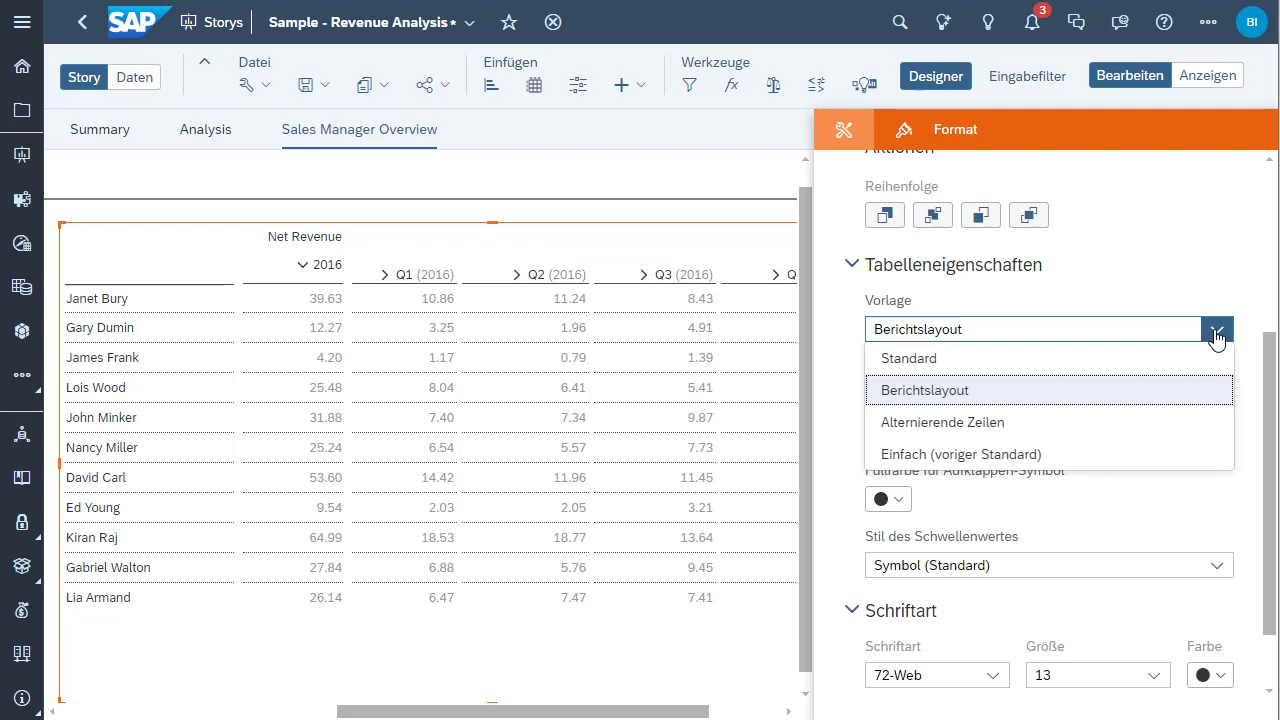 SAP Storys Sample - Revenue Analysis * 3 BI
Story Daten Datei Einfügen Werkzeuge Designer Eingabefilter Bearbeiten Anzeigen
Summary Analysis Sales Manager Overview
Format
Aktionen
Reihenfolge
Tabelleneigenschaften
Vorlage
Berichtslayout
Standard
Berichtslayout
Alternierende Zeilen
Einfach (voriger Standard)
Füllfarbe für Aufklappen-Symbol
Stil des Schwellenwertes
Symbol (Standard)
Schriftart
Schriftart Größe Farbe
72-Web 13
Net Revenue
2016 Q1 (2016) Q2 (2016) Q3 (2016) Q
Janet Bury 39.63 10.86 11.24 8.43
Gary Dumin 12.27 3.25 1.96 4.91
James Frank 4.20 1.17 0.79 1.39
Lois Wood 25.48 8.04 6.41 5.41
John Minker 31.88 7.40 7.34 9.87
Nancy Miller 25.24 6.54 5.57 7.73
David Carl 53.60 14.42 11.96 11.45
Ed Young 9.54 2.03 2.05 3.21
Kiran Raj 64.99 18.53 18.77 13.64
Gabriel Walton 27.84 6.88 5.76 9.45
Lia Armand 26.14 6.47 7.47 7.41